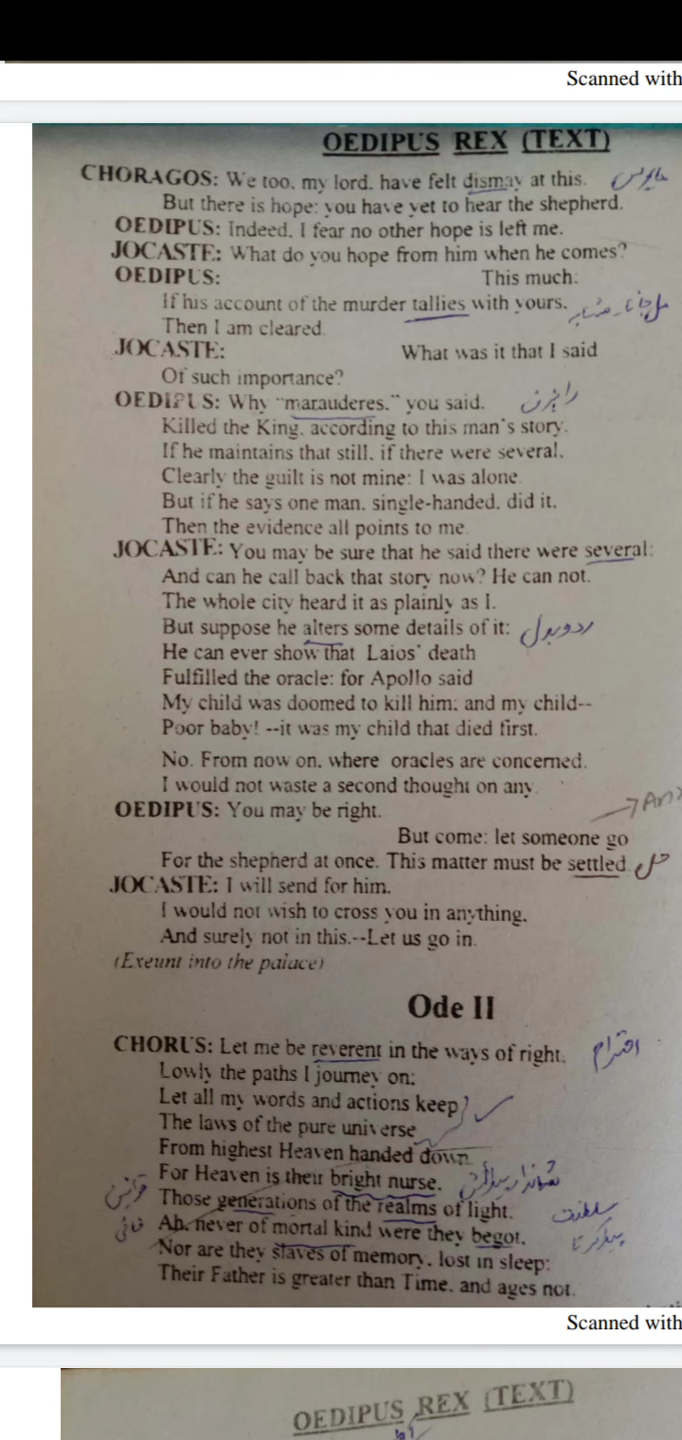 Scanned with
OEDIPUS REX (TEXT)
CHORAGOS: We too, my lord, have felt dismay at this. مایوس
But there is hope: you have yet to hear the shepherd.
OEDIPUS: Indeed, I fear no other hope is left me.
JOCASTE: What do you hope from him when he comes?
OEDIPUS: This much:
If his account of the murder tallies with yours,
Then I am cleared.
JOCASTE: What was it that I said
Of such importance?
OEDIPUS: Why "marauderes," you said, راہزن
Killed the King, according to this man's story.
If he maintains that still, if there were several,
Clearly the guilt is not mine: I was alone.
But if he says one man, single-handed, did it,
Then the evidence all points to me.
JOCASTE: You may be sure that he said there were several:
And can he call back that story now? He can not.
The whole city heard it as plainly as I.
But suppose he alters some details of it: ردوبدل
He can ever show that Laios' death
Fulfilled the oracle: for Apollo said
My child was doomed to kill him: and my child--
Poor baby! --it was my child that died first.
No. From now on, where oracles are concerned,
I would not waste a second thought on any.
OEDIPUS: You may be right.
But come: let someone go
For the shepherd at once. This matter must be settled. حل
JOCASTE: I will send for him.
I would not wish to cross you in anything,
And surely not in this.--Let us go in.
(Exeunt into the palace)
Ode II
CHORUS: Let me be reverent in the ways of right, احترام
Lowly the paths I journey on:
Let all my words and actions keep
The laws of the pure universe
From highest Heaven handed down.
For Heaven is their bright nurse,
Those generations of the realms of light. سلطنت
فانی Ah, never of mortal kind were they begot, پیدا کرنا
Nor are they slaves of memory, lost in sleep:
Their Father is greater than Time, and ages not.
Scanned with
OEDIPUS REX (TEXT)